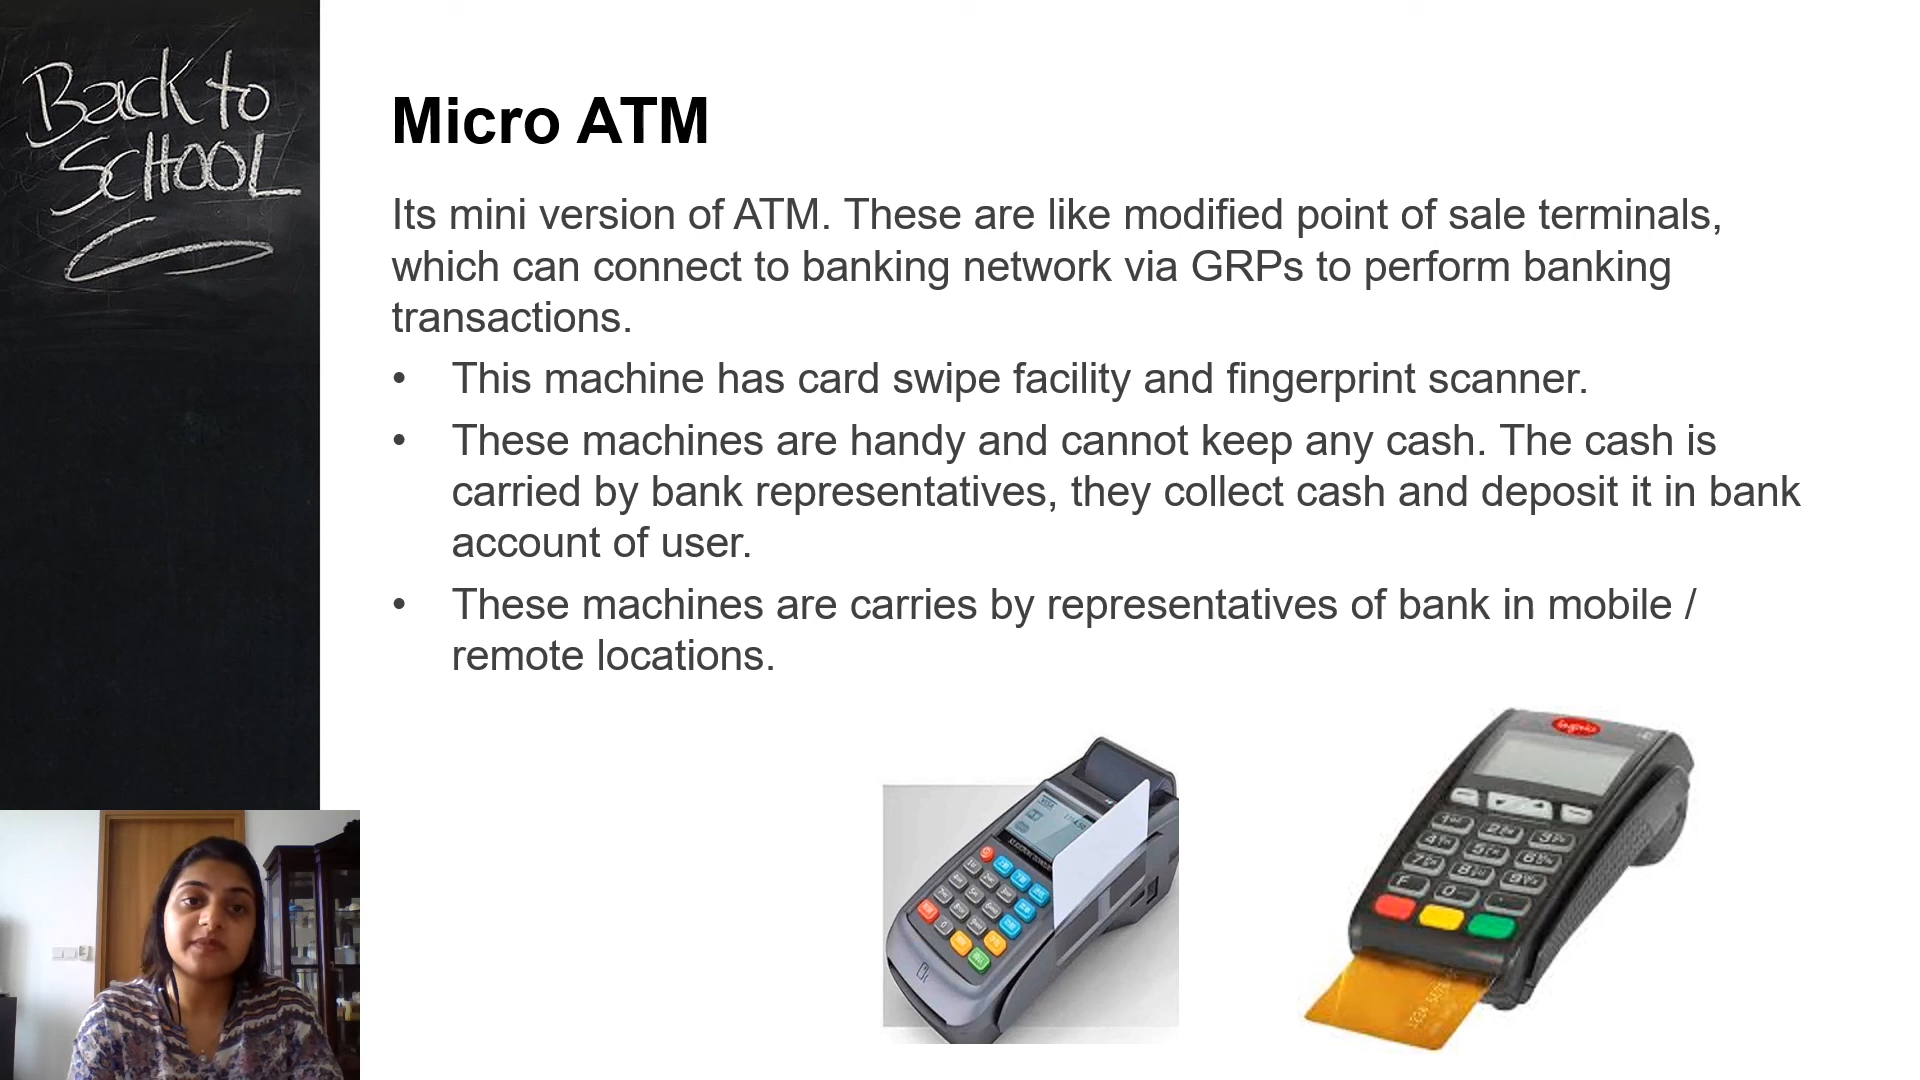 Back to
SCHOOL
Micro ATM
Its mini version of ATM. These are like modified point of sale terminals,
which can connect to banking network via GRPs to perform banking
transactions.
• This machine has card swipe facility and fingerprint scanner.
• These machines are handy and cannot keep any cash. The cash is
carried by bank representatives, they collect cash and deposit it in bank
account of user.
• These machines are carries by representatives of bank in mobile /
remote locations.